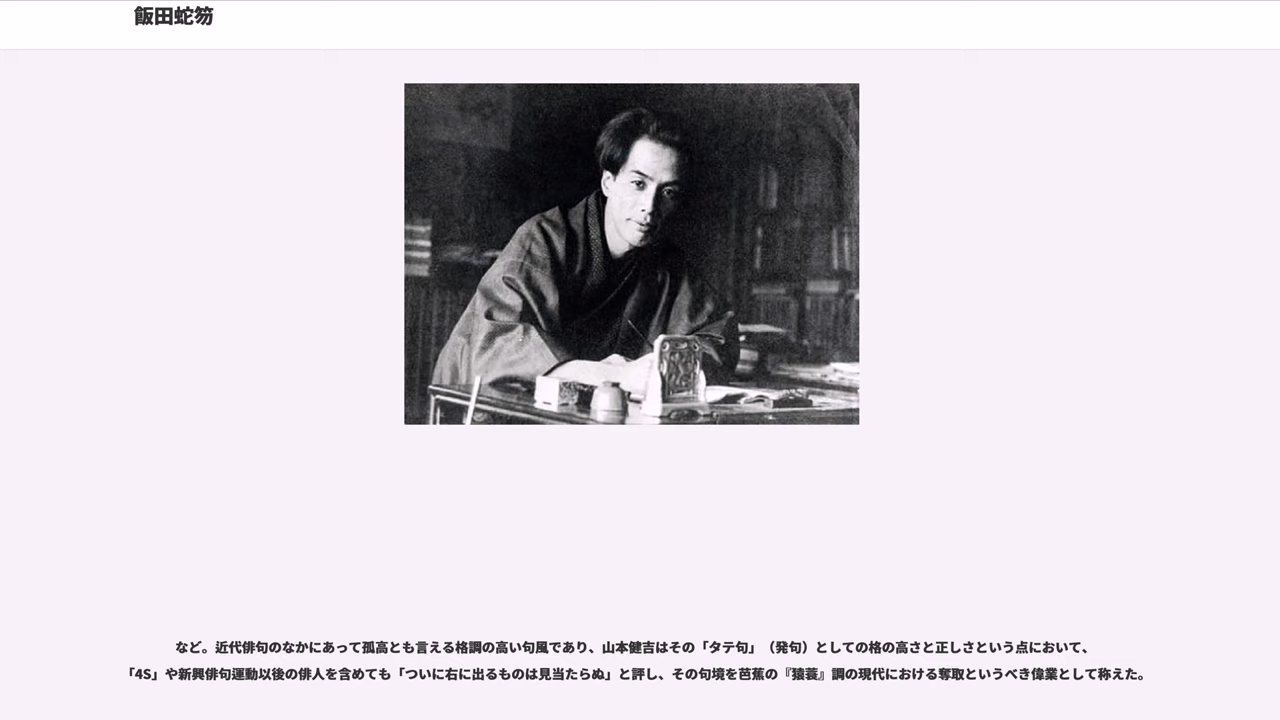 飯田蛇笏
など。近代俳句のなかにあって孤高とも言える格調の高い句風であり、山本健吉はその「タテ句」（発句）としての格の高さと正しさという点において、
「4S」や新興俳句運動以後の俳人を含めても「ついに右に出るものは見当たらぬ」と評し、その句境を芭蕉の『猿蓑』調の現代における奪取というべき偉業として称えた。